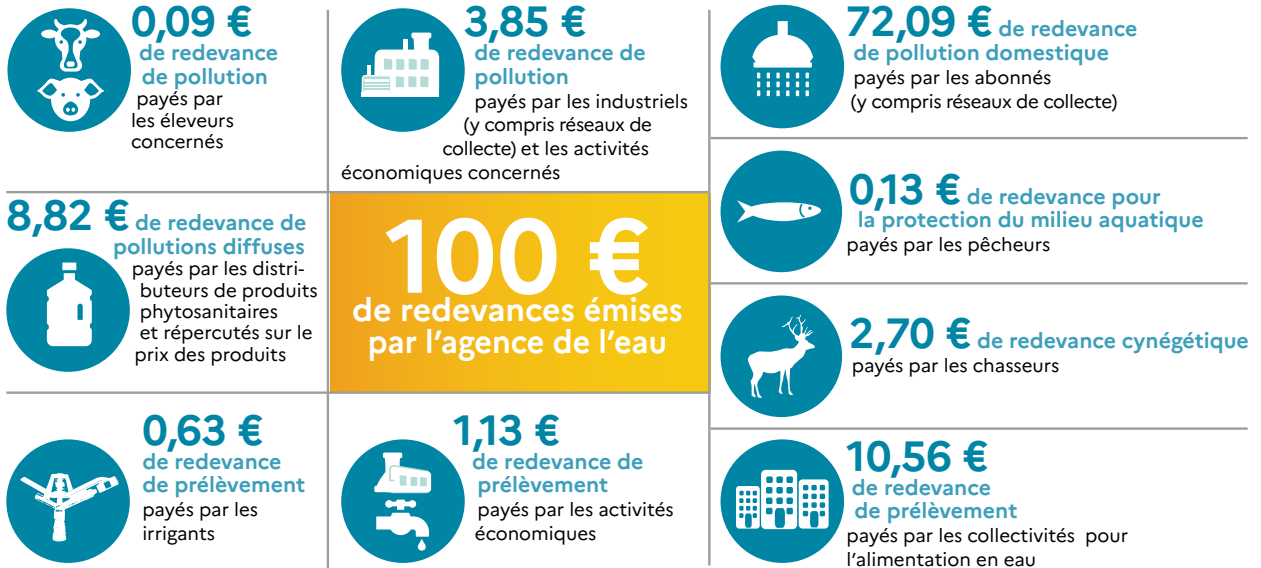 0,09 €
de redevance
de pollution
payés par
les éleveurs
concernés
3,85 €
de redevance de
pollution
payés par les industriels
(y compris réseaux de
collecte) et les activités
économiques concernés
72,09 € de redevance
de pollution domestique
payés par les abonnés
(y compris réseaux de collecte)
8,82 € de redevance de
pollutions diffuses
payés par les distri-
buteurs de produits
phytosanitaires
et répercutés sur le
prix des produits
100 €
de redevances émises
par l'agence de l'eau
0,13 € de redevance pour
la protection du milieu aquatique
payés par les pêcheurs
2,70 € de redevance cynégétique
payés par les chasseurs
0,63 €
de redevance
de prélèvement
payés par les
irrigants
1,13 €
de redevance de
prélèvement
payés par les activités
économiques
10,56 €
de redevance
de prélèvement
payés par les collectivités pour
l'alimentation en eau